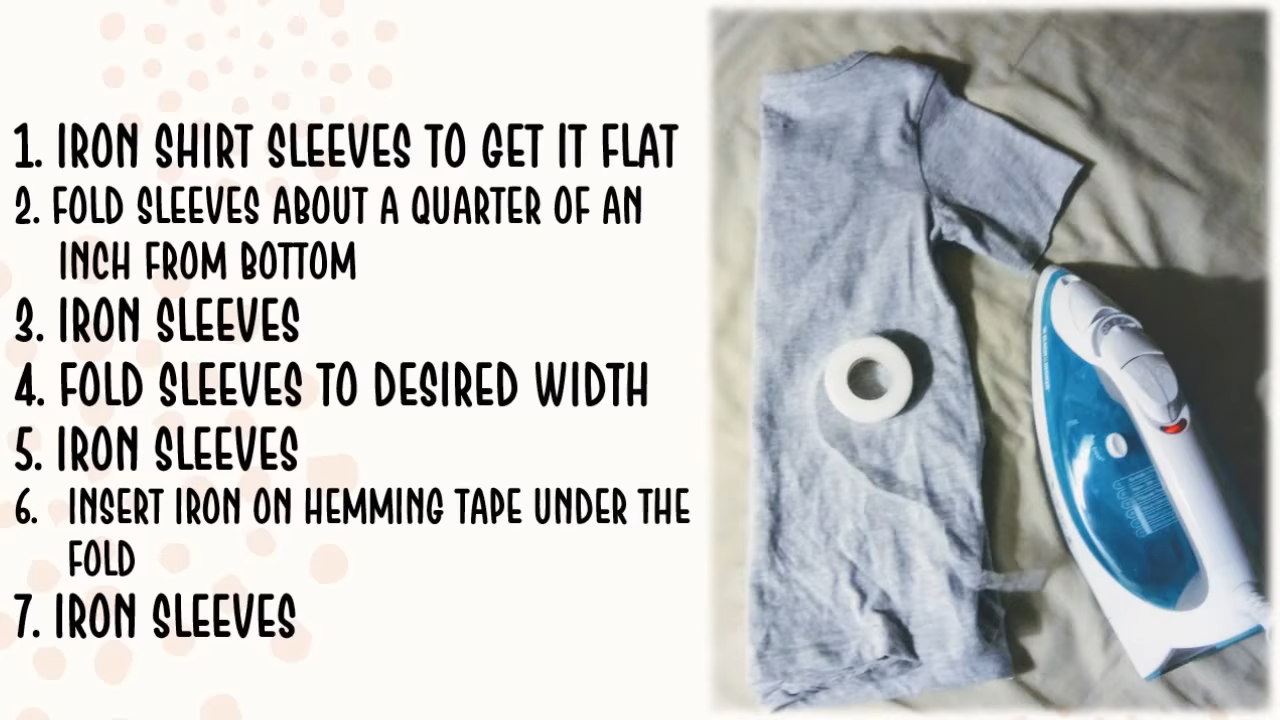 1. IRON SHIRT SLEEVES TO GET IT FLAT
2. FOLD SLEEVES ABOUT A QUARTER OF AN
INCH FROM BOTTOM
3. IRON SLEEVES
4. FOLD SLEEVES TO DESIRED WIDTH
5. IRON SLEEVES
6. INSERT IRON ON HEMMING TAPE UNDER THE
FOLD
7. IRON SLEEVES